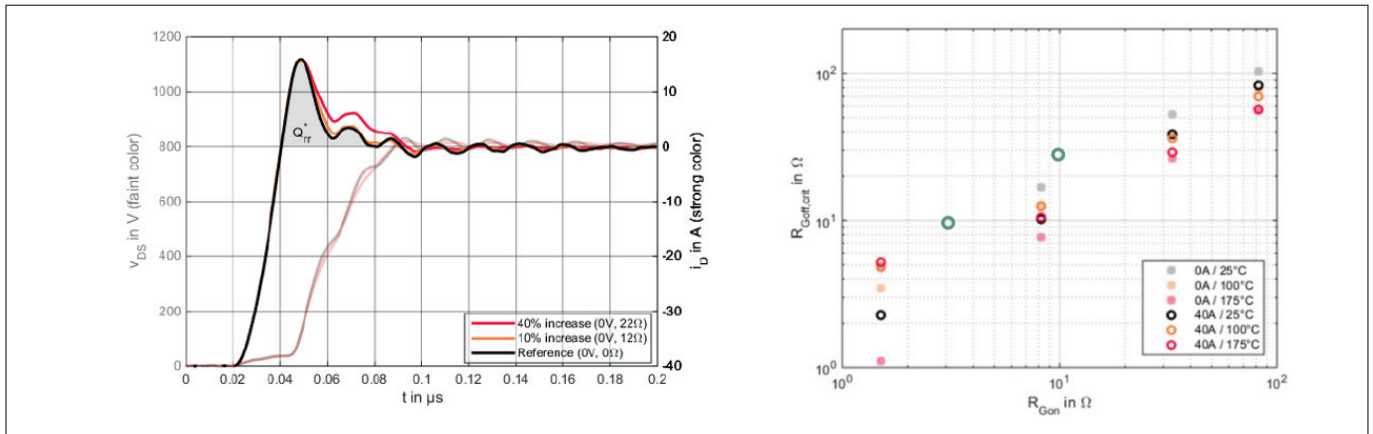 1200
1000
800
600
400
200
0
v_DS in V (faint color)
Q*rr
20
10
0
-10
-20
-30
-40
i_D in A (strong color)
40% increase (0V, 22Ω)
10% increase (0V, 12Ω)
Reference (0V, 0Ω)
0 0.02 0.04 0.06 0.08 0.1 0.12 0.14 0.16 0.18 0.2
t in µs
10²
10¹
10⁰
R_Goff,crit in Ω
0A / 25°C
0A / 100°C
0A / 175°C
40A / 25°C
40A / 100°C
40A / 175°C
10⁰ 10¹ 10²
R_Gon in Ω